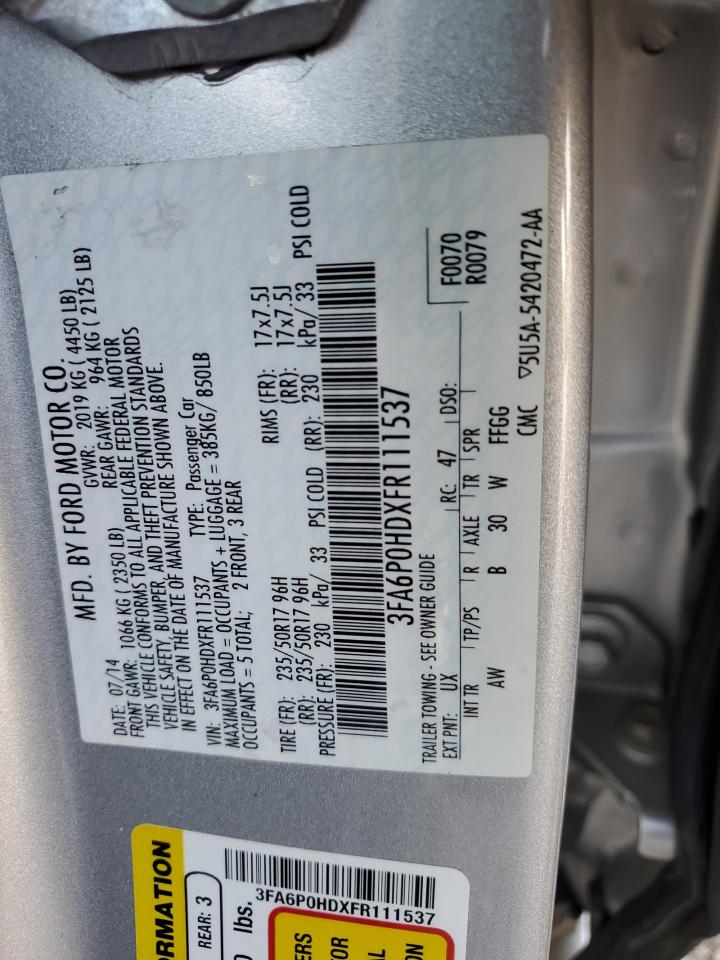 MFD. BY FORD MOTOR CO.
DATE: 07/14 GVWR: 2019 KG ( 4450 LB)
FRONT GAWR: 1066 KG ( 2350 LB) REAR GAWR: 964 KG ( 2125 LB)
THIS VEHICLE CONFORMS TO ALL APPLICABLE FEDERAL MOTOR
VEHICLE SAFETY, BUMPER, AND THEFT PREVENTION STANDARDS
IN EFFECT ON THE DATE OF MANUFACTURE SHOWN ABOVE.
VIN: 3FA6P0HDXFR111537 TYPE: Passenger Car
MAXIMUM LOAD = OCCUPANTS + LUGGAGE = 385KG/ 850LB
OCCUPANTS = 5 TOTAL; 2 FRONT, 3 REAR
TIRE (FR): 235/50R17 96H RIMS (FR): 17x7.5J
(RR): 235/50R17 96H (RR): 17x7.5J
PRESSURE (FR): 230 kPa/ 33 PSI COLD (RR): 230 kPa/ 33 PSI COLD
3FA6P0HDXFR111537
TRAILER TOWING - SEE OWNER GUIDE F0070
EXT PNT: UX RC: 47 DSO: R0079
INT TR TP/PS R AXLE TR SPR
AW B 30 W FFGG
CMC ▽5U5A-5420472-AA
RMATION
REAR: 3
lbs.
3FA6P0HDXFR111537